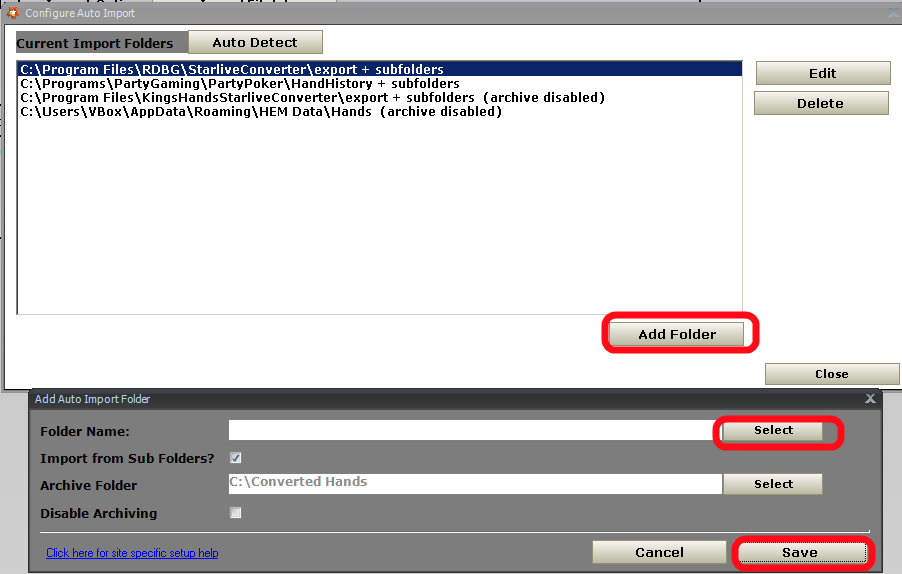 Configure Auto Import
Current Import Folders Auto Detect
C:\Program Files\RDBG\StarliveConverter\export + subfolders
C:\Programs\PartyGaming\PartyPoker\HandHistory + subfolders
C:\Program Files\KingsHandsStarliveConverter\export + subfolders (archive disabled)
C:\Users\VBox\AppData\Roaming\HEM Data\Hands (archive disabled)
Edit
Delete
Add Folder
Close
Add Auto Import Folder X
Folder Name: Select
Import from Sub Folders?
Archive Folder C:\Converted Hands Select
Disable Archiving
Click here for site specific setup help Cancel Save